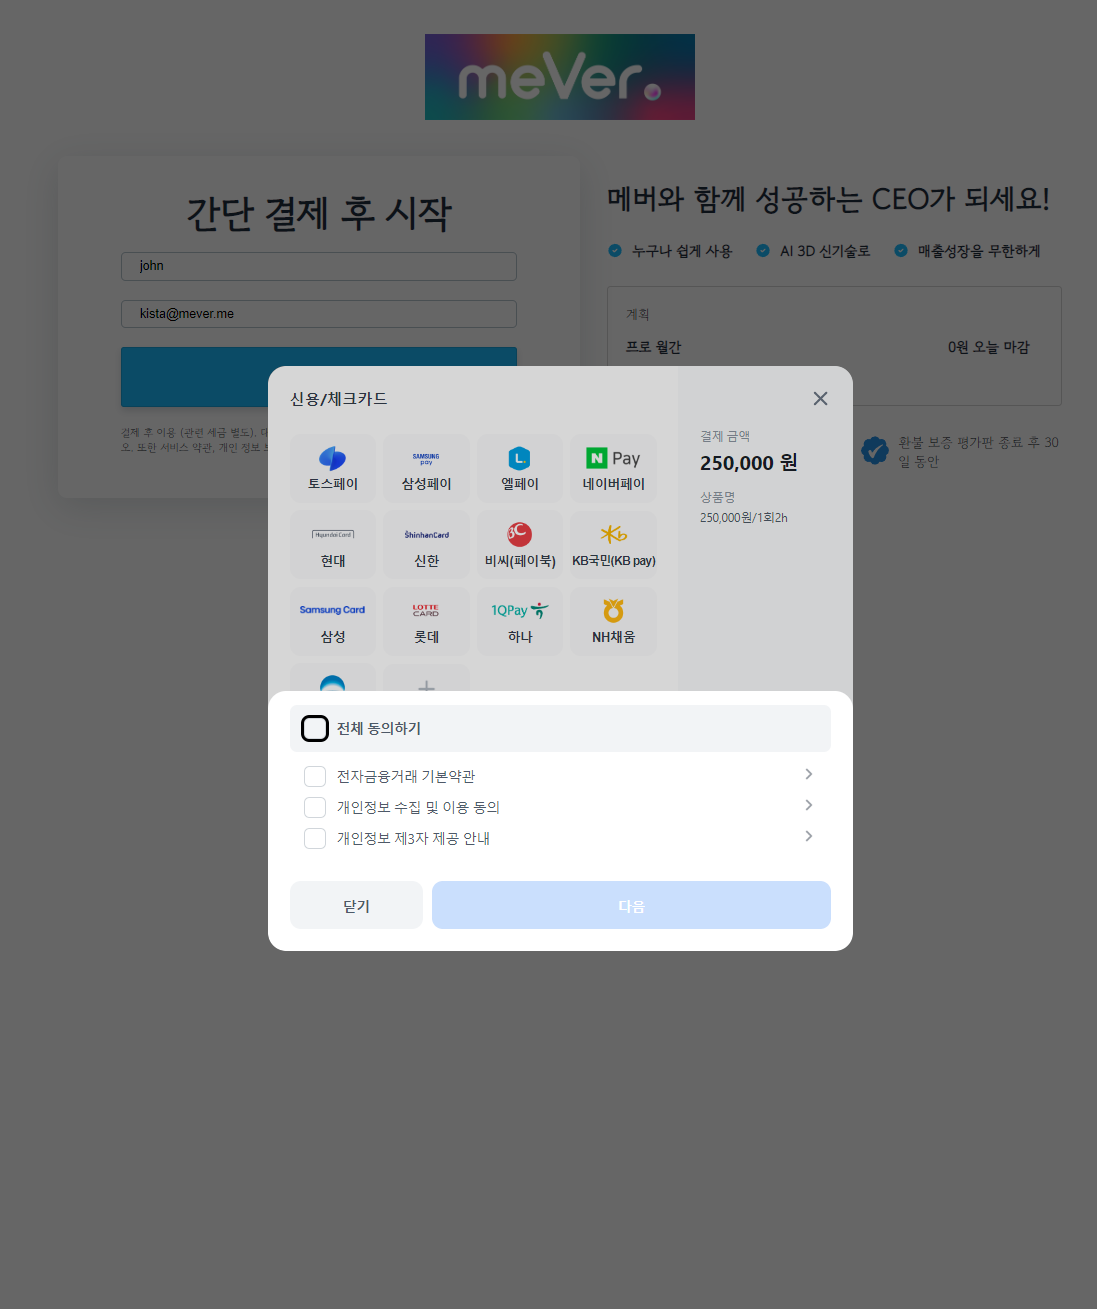 meVer.
간단 결제 후 시작
john
kista@mever.me
결제 후 이용 (관련 세금 별도).
오. 또한 서비스 약관, 개인 정보
메버와 함께 성공하는 CEO가 되세요!
누구나 쉽게 사용
AI 3D 신기술로
매출성장을 무한하게
계획
프로 월간
0원 오늘 마감
환불 보증 평가판 종료 후 30
일 동안
신용/체크카드
토스페이
SAMSUNG
pay
삼성페이
L.
엘페이
N Pay
네이버페이
HyundaiCard
현대
ShinhanCard
신한
BC
비씨(페이북)
Kb
KB국민(KB pay)
Samsung Card
삼성
LOTTE
CARD
롯데
1QPay
하나
NH채움
결제 금액
250,000 원
상품명
250,000원/1회2h
전체 동의하기
전자금융거래 기본약관
개인정보 수집 및 이용 동의
개인정보 제3자 제공 안내
닫기
다음